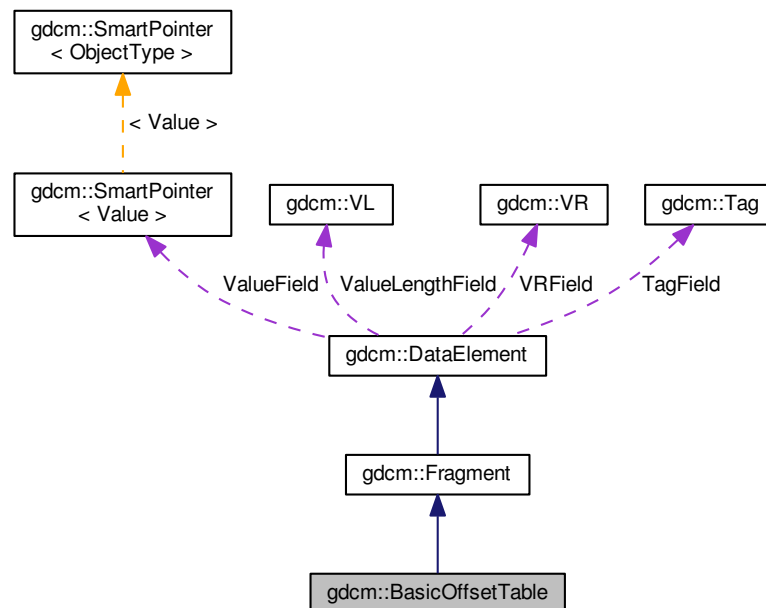 gdcm::SmartPointer
< ObjectType >
< Value >
gdcm::SmartPointer
< Value >
gdcm::VL
gdcm::VR
gdcm::Tag
ValueField
ValueLengthField
VRField
TagField
gdcm::DataElement
gdcm::Fragment
gdcm::BasicOffsetTable